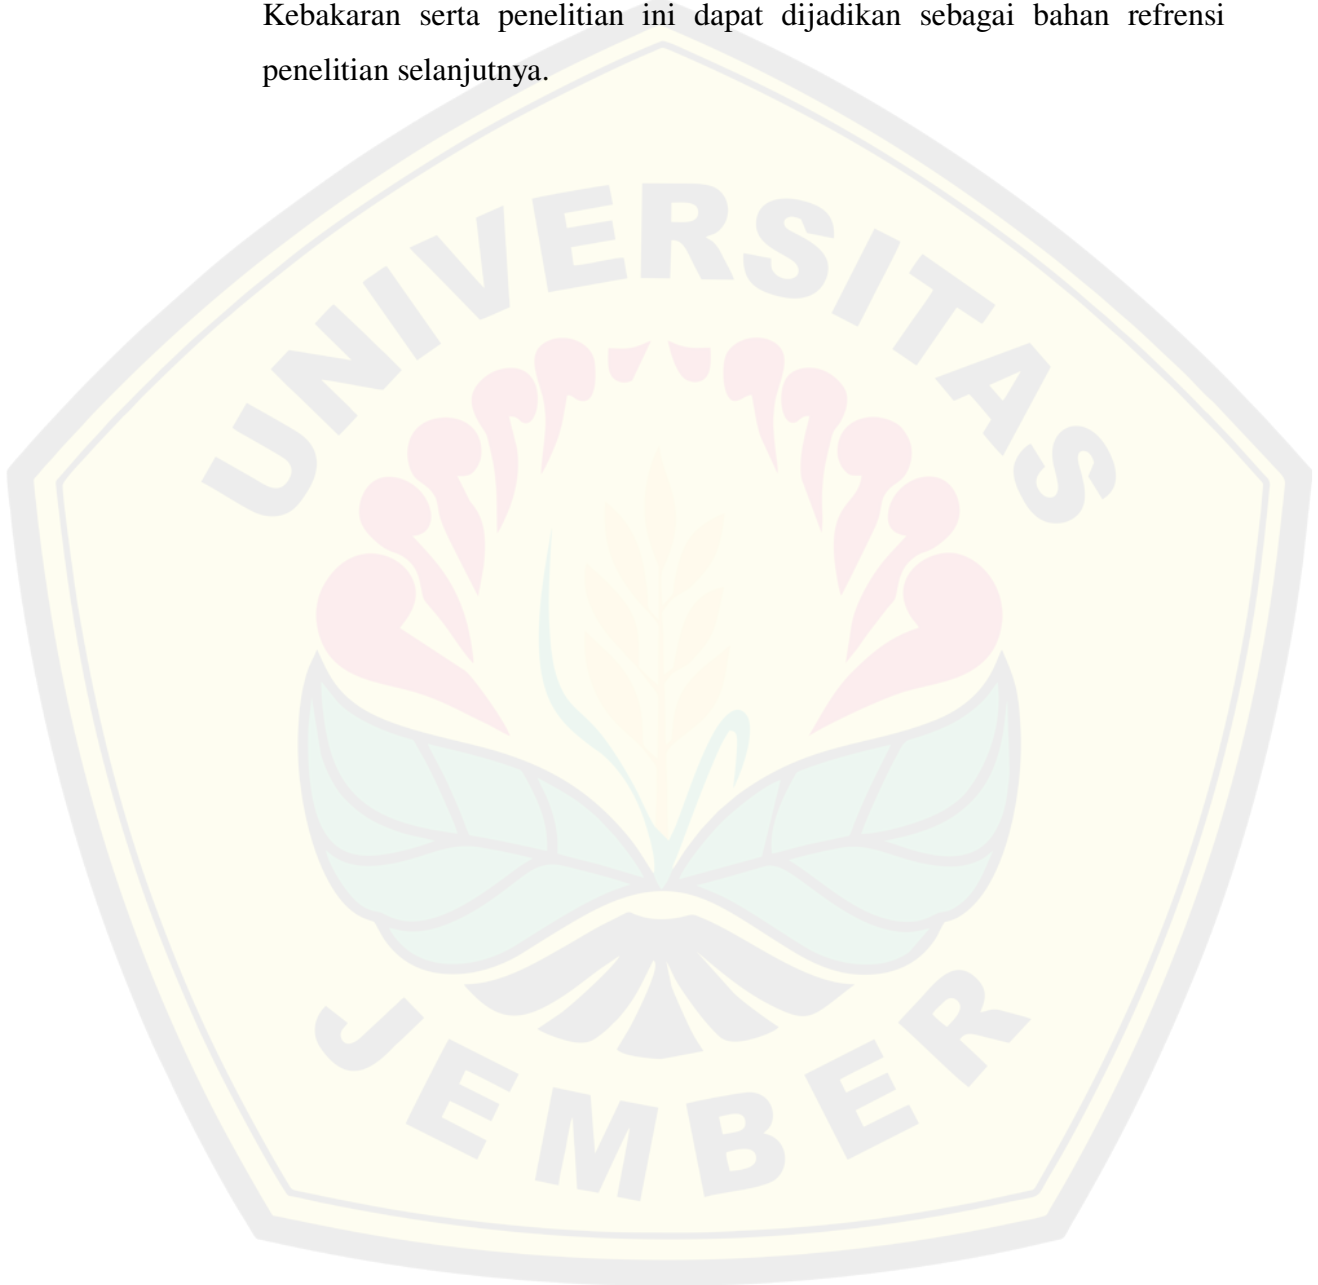 Kebakaran serta penelitian ini dapat dijadikan sebagai bahan refrensi
penelitian selanjutnya.
UNIVERSITAS
JEMBER